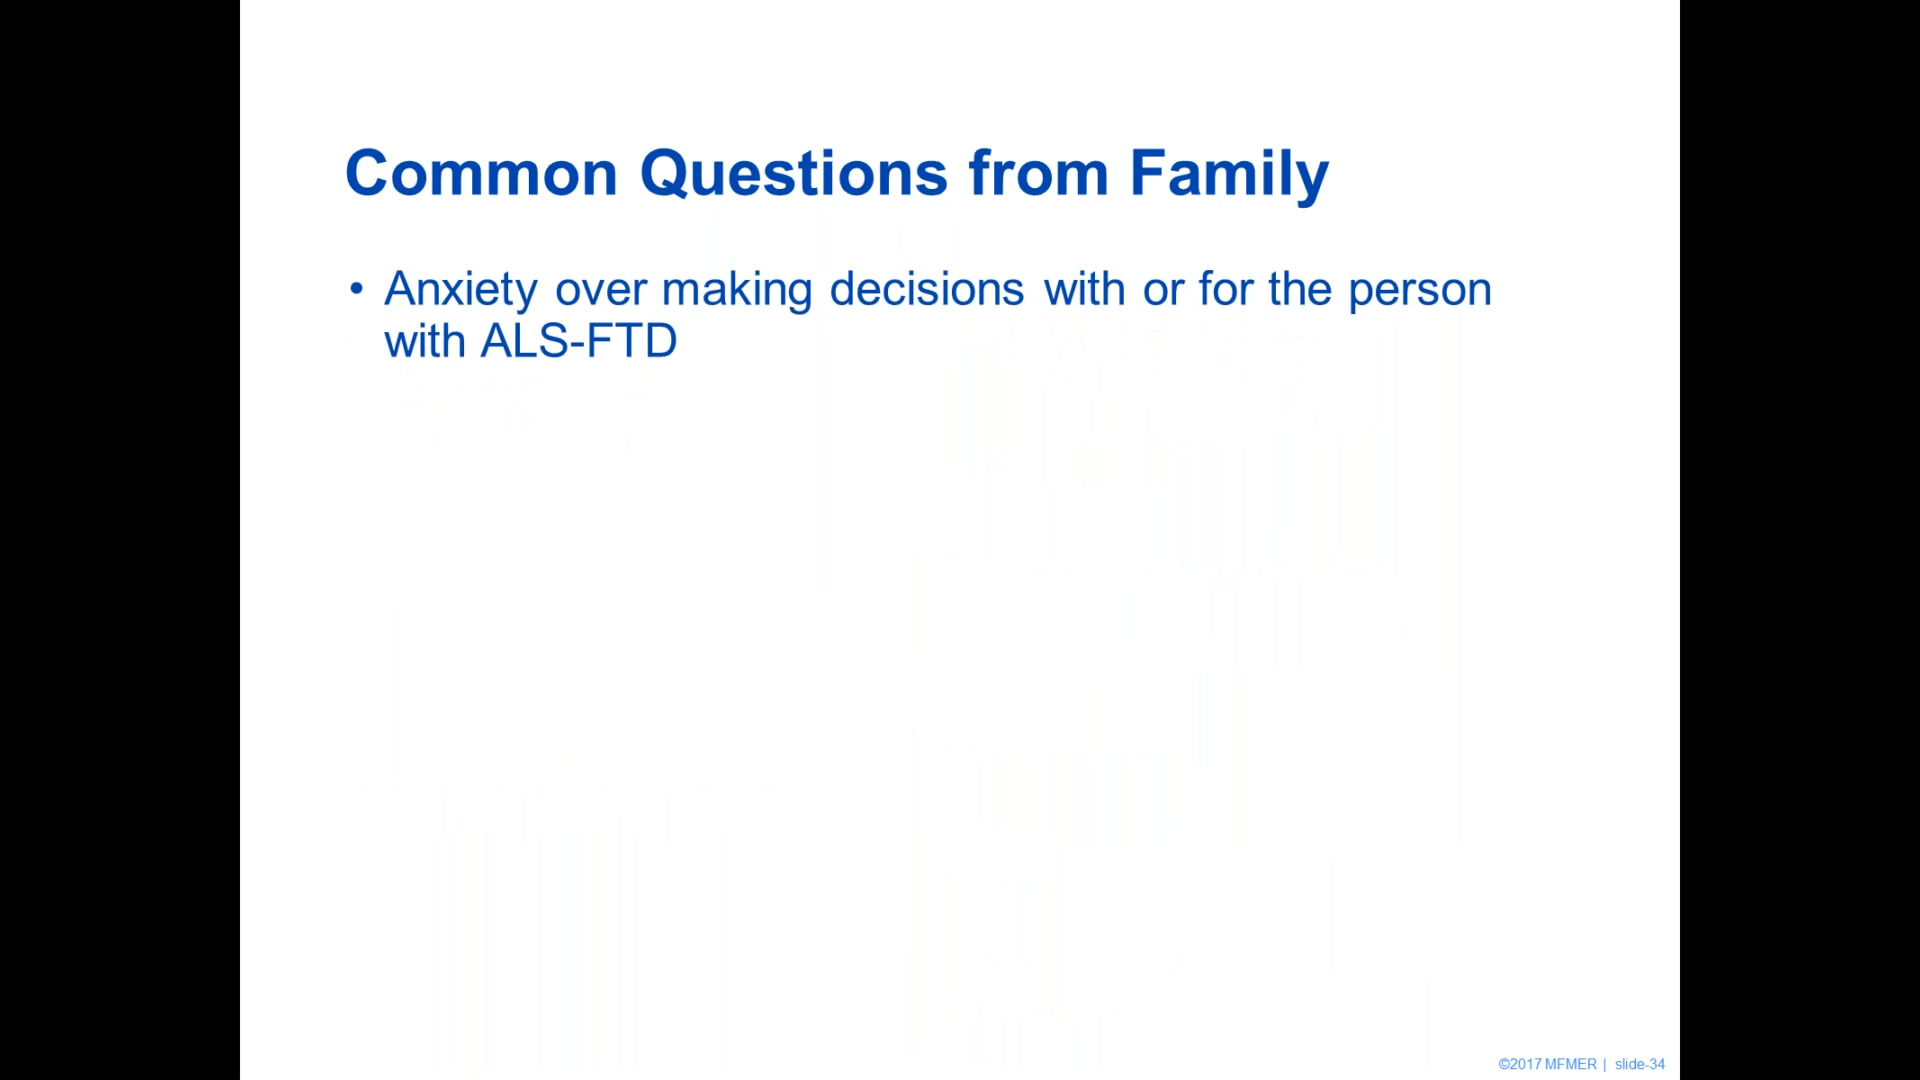 Common Questions from Family
• Anxiety over making decisions with or for the person
with ALS-FTD
©2017 MFMER | slide-34